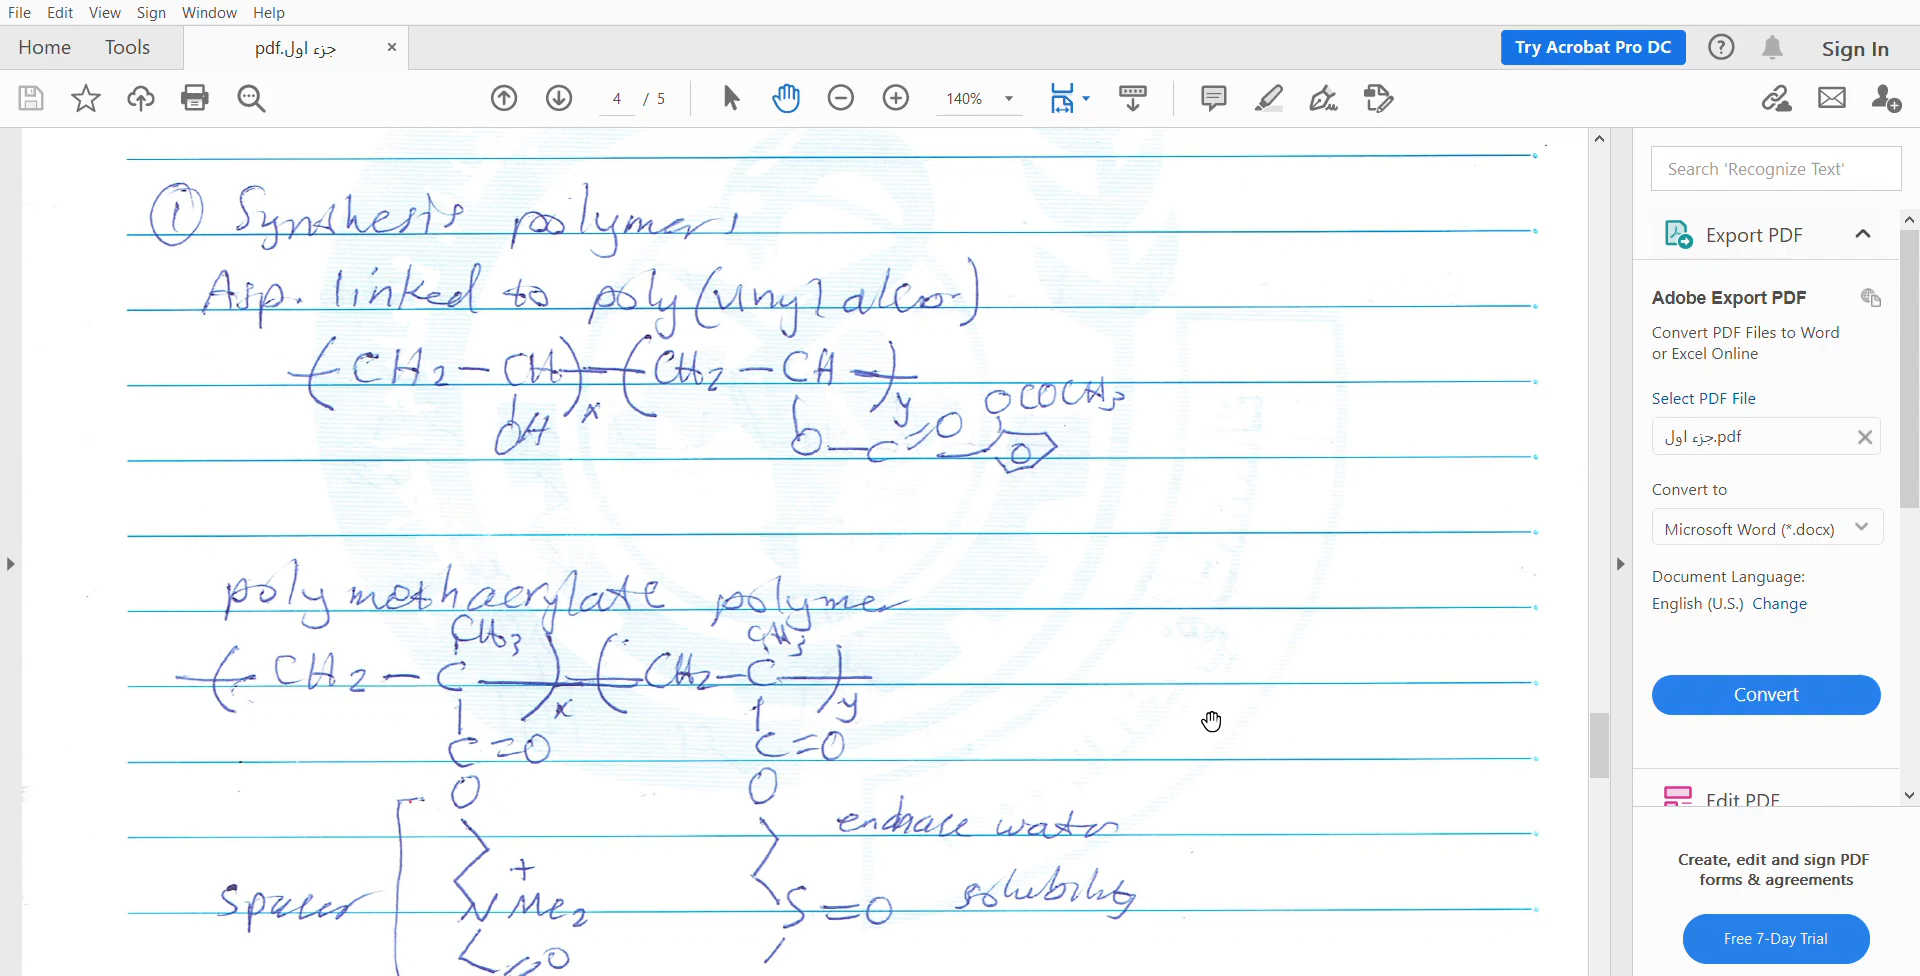 File Edit View Sign Window Help
Home Tools جزء اول.pdf × Try Acrobat Pro DC Sign In
4 / 5 140%
① Synthesis polymers
Asp. linked to poly (vinyl alcor)
( CH2 – CH )x ( CH2 – CH )y
OH O – C = O OCOCH3
poly methacrylate polymer
CH3 CH3
( CH2 – C )x ( CH2 – C )y
C = O C = O
O O
enhace water
+
spacer N Me2 S = O solubility
O
Search 'Recognize Text'
Export PDF
Adobe Export PDF
Convert PDF Files to Word
or Excel Online
Select PDF File
جزء اول.pdf
Convert to
Microsoft Word (*.docx)
Document Language:
English (U.S.) Change
Convert
Edit PDF
Create, edit and sign PDF
forms & agreements
Free 7-Day Trial